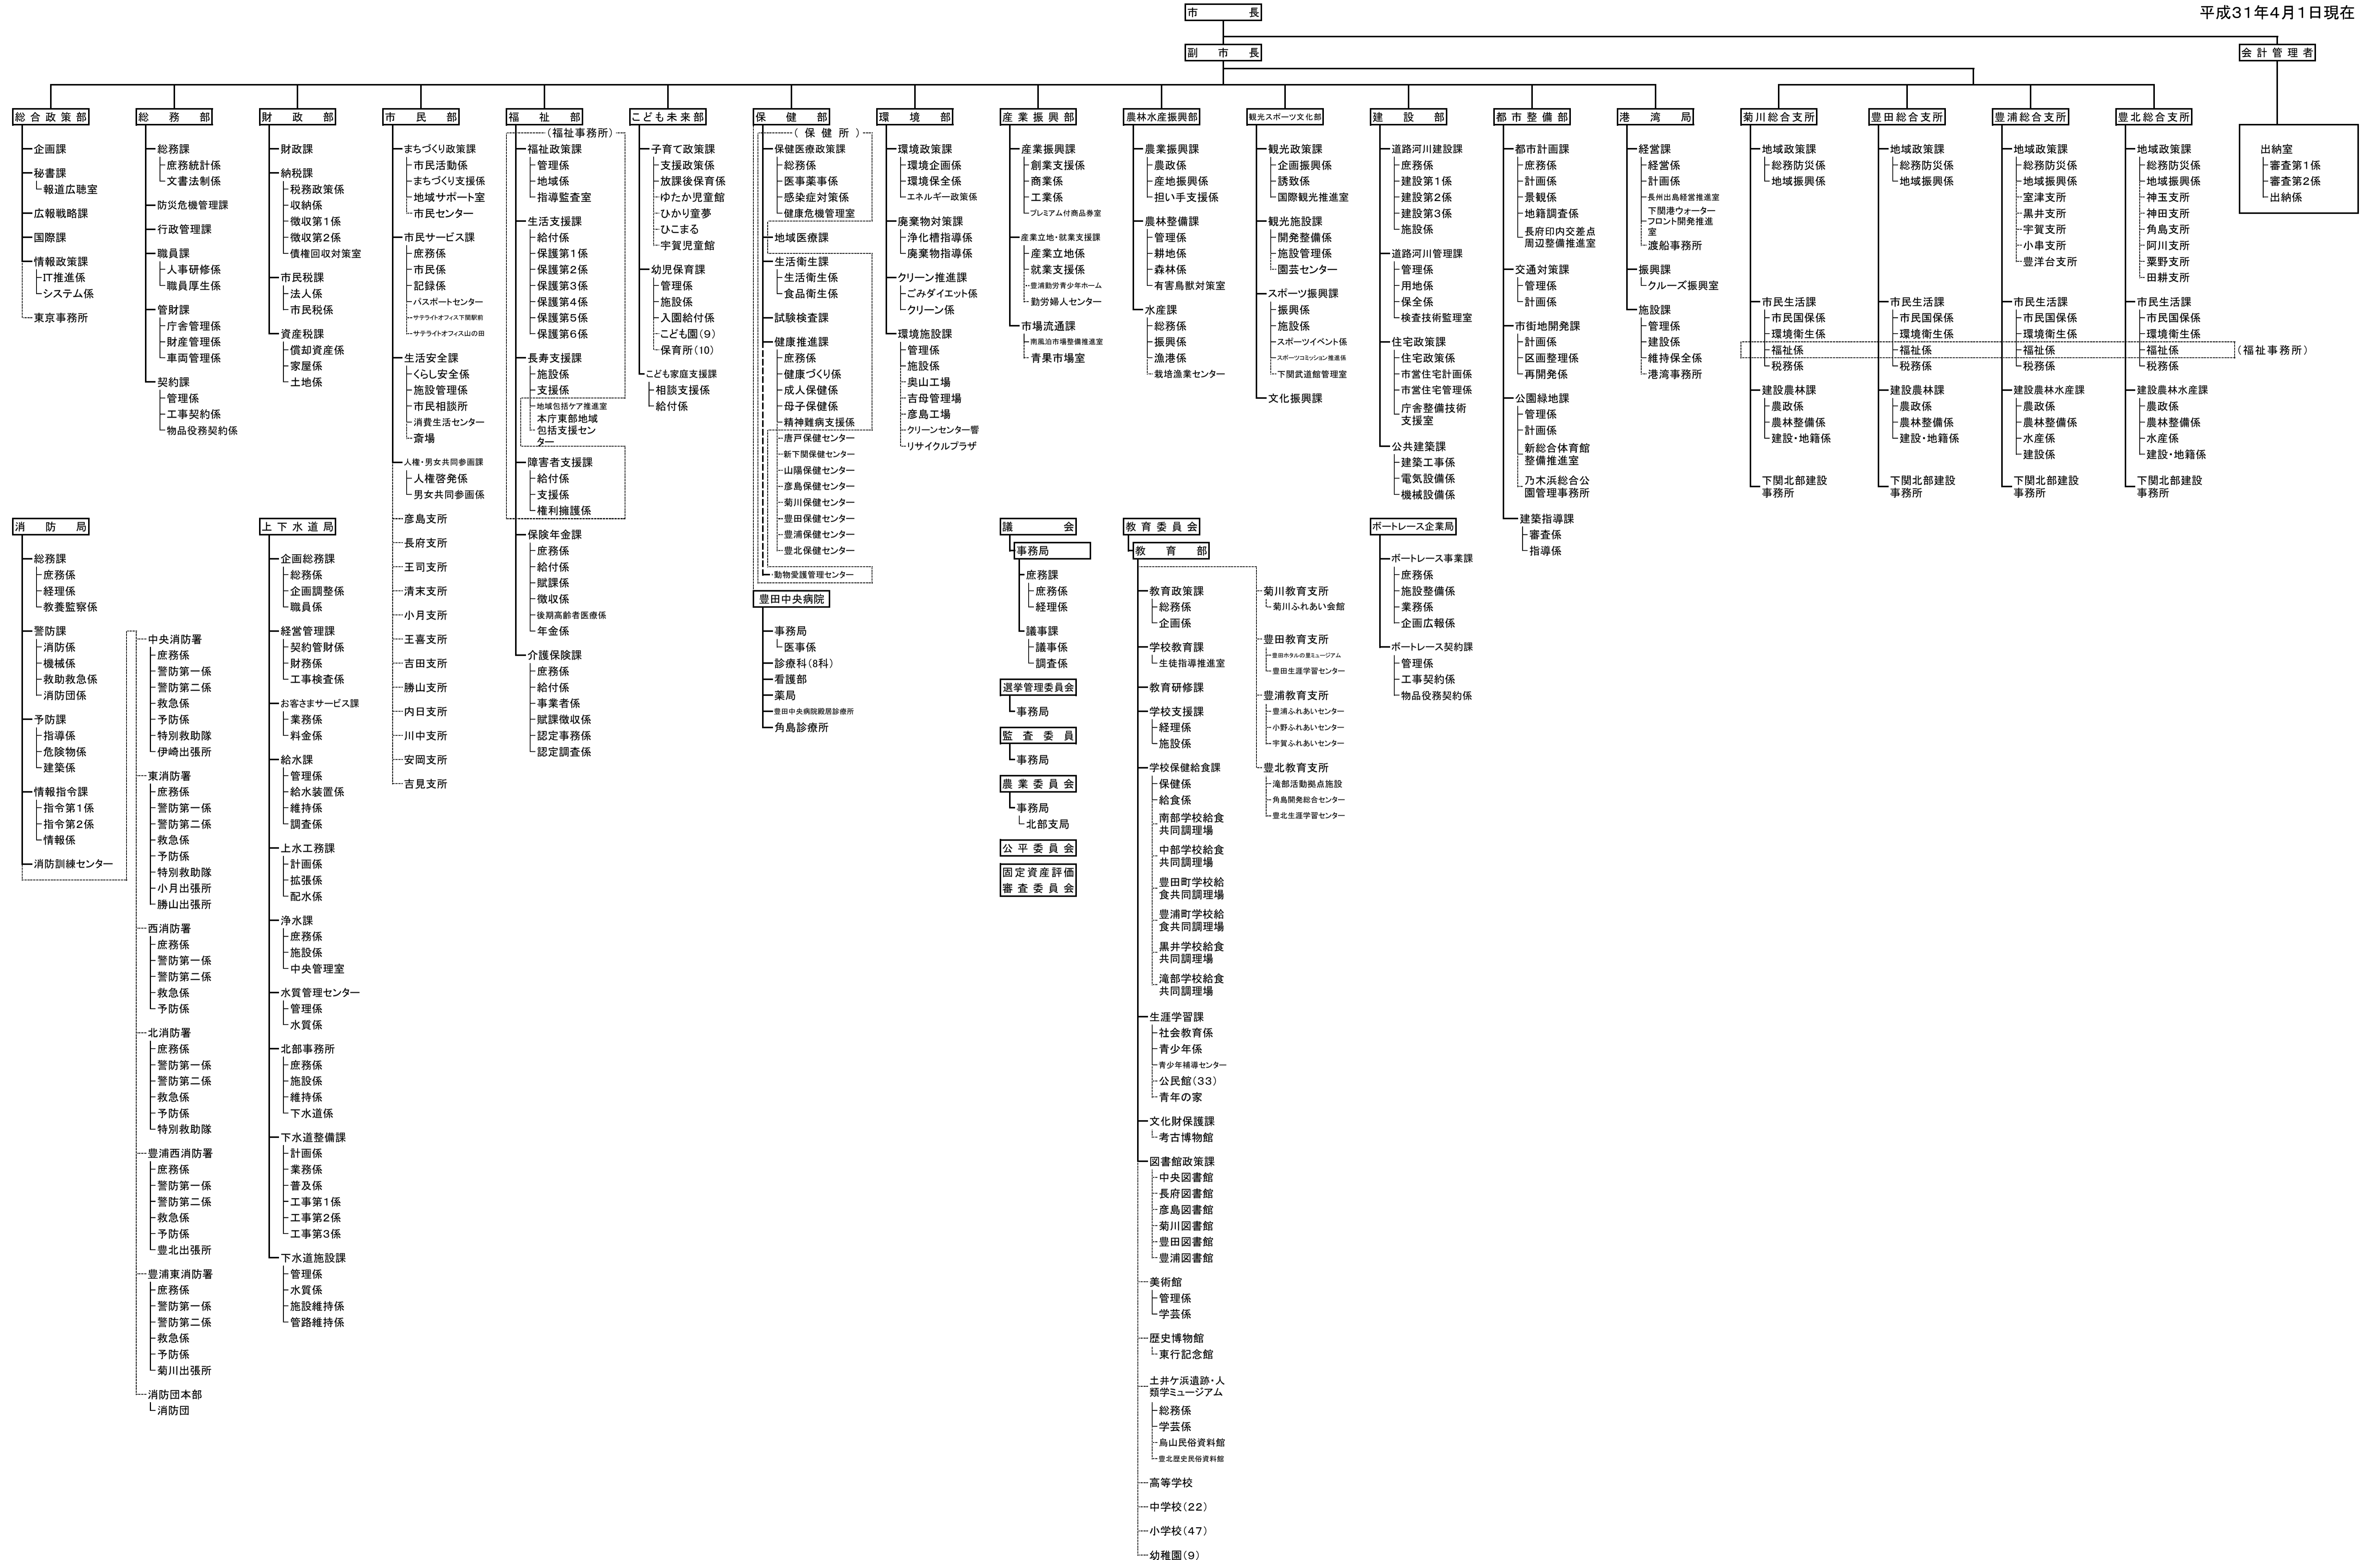 平成31年4月1日現在
市長
副市長
会計管理者
出納室
審査第1係
審査第2係
出納係
総合政策部
企画課
秘書課
報道広聴室
広報戦略課
国際課
情報政策課
IT推進係
システム係
東京事務所
総務部
総務課
庶務統計係
文書法制係
防災危機管理課
行政管理課
職員課
人事研修係
職員厚生係
管財課
庁舎管理係
財産管理係
車両管理係
契約課
管理係
工事契約係
物品役務契約係
財政部
財政課
納税課
税務政策係
収納係
徴収第1係
徴収第2係
債権回収対策室
市民税課
法人係
市民税係
資産税課
償却資産係
家屋係
土地係
市民部
まちづくり政策課
市民活動係
まちづくり支援係
地域サポート室
市民センター
市民サービス課
庶務係
市民係
記録係
パスポートセンター
サテライトオフィス下関駅前
サテライトオフィス山の田
生活安全課
くらし安全係
施設管理係
市民相談所
消費生活センター
斎場
人権・男女共同参画課
人権啓発係
男女共同参画係
彦島支所
長府支所
王司支所
清末支所
小月支所
王喜支所
吉田支所
勝山支所
内日支所
川中支所
安岡支所
吉見支所
福祉部
(福祉事務所)
福祉政策課
管理係
地域係
指導監査室
生活支援課
給付係
保護第1係
保護第2係
保護第3係
保護第4係
保護第5係
保護第6係
長寿支援課
施設係
支援係
地域包括ケア推進室
本庁東部地域
包括支援セン
ター
障害者支援課
給付係
支援係
権利擁護係
保険年金課
庶務係
給付係
賦課係
徴収係
後期高齢者医療係
年金係
介護保険課
庶務係
給付係
事業者係
賦課徴収係
認定事務係
認定調査係
こども未来部
子育て政策課
支援政策係
放課後保育係
ゆたか児童館
ひかり童夢
ひこまる
宇賀児童館
幼児保育課
管理係
施設係
入園給付係
こども園(9)
保育所(10)
こども家庭支援課
相談支援係
給付係
保健部
(保健所)
保健医療政策課
総務係
医事薬事係
感染症対策係
健康危機管理室
地域医療課
生活衛生課
生活衛生係
食品衛生係
試験検査課
健康推進課
庶務係
健康づくり係
成人保健係
母子保健係
精神難病支援係
唐戸保健センター
新下関保健センター
山陽保健センター
彦島保健センター
菊川保健センター
豊田保健センター
豊浦保健センター
豊北保健センター
動物愛護管理センター
豊田中央病院
事務局
医事係
診療科(8科)
看護部
薬局
豊田中央病院殿居診療所
角島診療所
環境部
環境政策課
環境企画係
環境保全係
エネルギー政策係
廃棄物対策課
浄化槽指導係
廃棄物指導係
クリーン推進課
ごみダイエット係
クリーン係
環境施設課
管理係
施設係
奥山工場
吉母管理場
彦島工場
クリーンセンター響
リサイクルプラザ
産業振興部
産業振興課
創業支援係
商業係
工業係
プレミアム付商品券室
産業立地・就業支援課
産業立地係
就業支援係
豊浦勤労青少年ホーム
勤労婦人センター
市場流通課
南風泊市場整備推進室
青果市場室
農林水産振興部
農業振興課
農政係
産地振興係
担い手支援係
農林整備課
管理係
耕地係
森林係
有害鳥獣対策室
水産課
総務係
振興係
漁港係
栽培漁業センター
観光スポーツ文化部
観光政策課
企画振興係
誘致係
国際観光推進室
観光施設課
開発整備係
施設管理係
園芸センター
スポーツ振興課
振興係
施設係
スポーツイベント係
スポーツコミッション推進係
下関武道館管理室
文化振興課
建設部
道路河川建設課
庶務係
建設第1係
建設第2係
建設第3係
施設係
道路河川管理課
管理係
用地係
保全係
検査技術監理室
住宅政策課
住宅政策係
市営住宅計画係
市営住宅管理係
庁舎整備技術
支援室
公共建築課
建築工事係
電気設備係
機械設備係
都市整備部
都市計画課
庶務係
計画係
景観係
地籍調査係
長府印内交差点
周辺整備推進室
交通対策課
管理係
計画係
市街地開発課
計画係
区画整理係
再開発係
公園緑地課
管理係
計画係
新総合体育館
整備推進室
乃木浜総合公
園管理事務所
建築指導課
審査係
指導係
港湾局
経営課
経営係
計画係
長州出島経営推進室
下関港ウォーター
フロント開発推進
室
渡船事務所
振興課
クルーズ振興室
施設課
管理係
建設係
維持保全係
港湾事務所
菊川総合支所
地域政策課
総務防災係
地域振興係
市民生活課
市民国保係
環境衛生係
福祉係
税務係
建設農林課
農政係
農林整備係
建設・地籍係
下関北部建設
事務所
豊田総合支所
地域政策課
総務防災係
地域振興係
市民生活課
市民国保係
環境衛生係
福祉係
税務係
建設農林課
農政係
農林整備係
建設・地籍係
下関北部建設
事務所
豊浦総合支所
地域政策課
総務防災係
地域振興係
室津支所
黒井支所
宇賀支所
小串支所
豊洋台支所
市民生活課
市民国保係
環境衛生係
福祉係
税務係
建設農林水産課
農政係
農林整備係
水産係
建設係
下関北部建設
事務所
豊北総合支所
地域政策課
総務防災係
地域振興係
神玉支所
神田支所
角島支所
阿川支所
粟野支所
田耕支所
市民生活課
市民国保係
環境衛生係
福祉係
税務係
(福祉事務所)
建設農林水産課
農政係
農林整備係
水産係
建設・地籍係
下関北部建設
事務所
消防局
総務課
庶務係
経理係
教養監察係
警防課
消防係
機械係
救助救急係
消防団係
予防課
指導係
危険物係
建築係
情報指令課
指令第1係
指令第2係
情報係
消防訓練センター
中央消防署
庶務係
警防第一係
警防第二係
救急係
予防係
特別救助隊
伊崎出張所
東消防署
庶務係
警防第一係
警防第二係
救急係
予防係
特別救助隊
小月出張所
勝山出張所
西消防署
庶務係
警防第一係
警防第二係
救急係
予防係
北消防署
庶務係
警防第一係
警防第二係
救急係
予防係
特別救助隊
豊浦西消防署
庶務係
警防第一係
警防第二係
救急係
予防係
豊北出張所
豊浦東消防署
庶務係
警防第一係
警防第二係
救急係
予防係
菊川出張所
消防団本部
消防団
上下水道局
企画総務課
総務係
企画調整係
職員係
経営管理課
契約管財係
財務係
工事検査係
お客さまサービス課
業務係
料金係
給水課
管理係
給水装置係
維持係
調査係
上水工務課
計画係
拡張係
配水係
浄水課
庶務係
施設係
中央管理室
水質管理センター
管理係
水質係
北部事務所
庶務係
施設係
維持係
下水道係
下水道整備課
計画係
業務係
普及係
工事第1係
工事第2係
工事第3係
下水道施設課
管理係
水質係
施設維持係
管路維持係
議会
事務局
庶務課
庶務係
経理係
議事課
議事係
調査係
選挙管理委員会
事務局
監査委員
事務局
農業委員会
事務局
北部支局
公平委員会
固定資産評価
審査委員会
教育委員会
教育部
教育政策課
総務係
企画係
学校教育課
生徒指導推進室
教育研修課
学校支援課
経理係
施設係
学校保健給食課
保健係
給食係
南部学校給食
共同調理場
中部学校給食
共同調理場
豊田町学校給
食共同調理場
豊浦町学校給
食共同調理場
黒井学校給食
共同調理場
滝部学校給食
共同調理場
生涯学習課
社会教育係
青少年係
青少年補導センター
公民館(33)
青年の家
文化財保護課
考古博物館
図書館政策課
中央図書館
長府図書館
彦島図書館
菊川図書館
豊田図書館
豊浦図書館
美術館
管理係
学芸係
歴史博物館
東行記念館
土井ケ浜遺跡・人
類学ミュージアム
総務係
学芸係
烏山民俗資料館
豊北歴史民俗資料館
高等学校
中学校(22)
小学校(47)
幼稚園(9)
菊川教育支所
菊川ふれあい会館
豊田教育支所
豊田ホタルの里ミュージアム
豊田生涯学習センター
豊浦教育支所
豊浦ふれあいセンター
小野ふれあいセンター
宇賀ふれあいセンター
豊北教育支所
滝部活動拠点施設
角島開発総合センター
豊北生涯学習センター
ボートレース企業局
ボートレース事業課
庶務係
施設整備係
業務係
企画広報係
ボートレース契約課
管理係
工事契約係
物品役務契約係